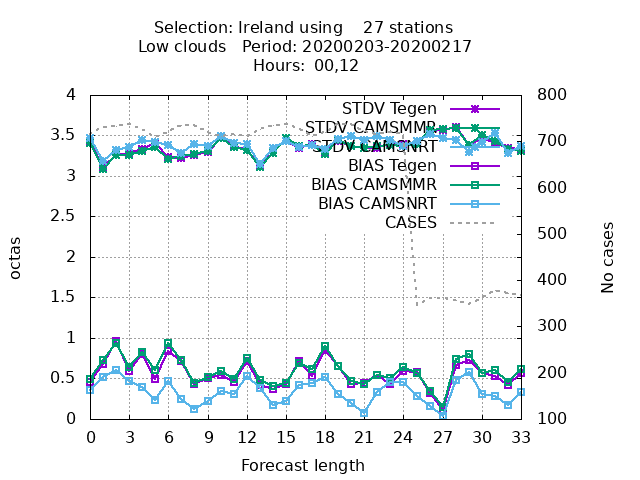 Selection: Ireland using    27 stations
Low clouds   Period: 20200203-20200217
Hours:  00,12
4
3.5
3
2.5
2
1.5
1
0.5
0
octas
800
700
600
500
400
300
200
100
No cases
STDV Tegen
STDV CAMSMMR
STDV CAMSNRT
BIAS Tegen
BIAS CAMSMMR
BIAS CAMSNRT
CASES
0 3 6 9 12 15 18 21 24 27 30 33
Forecast length